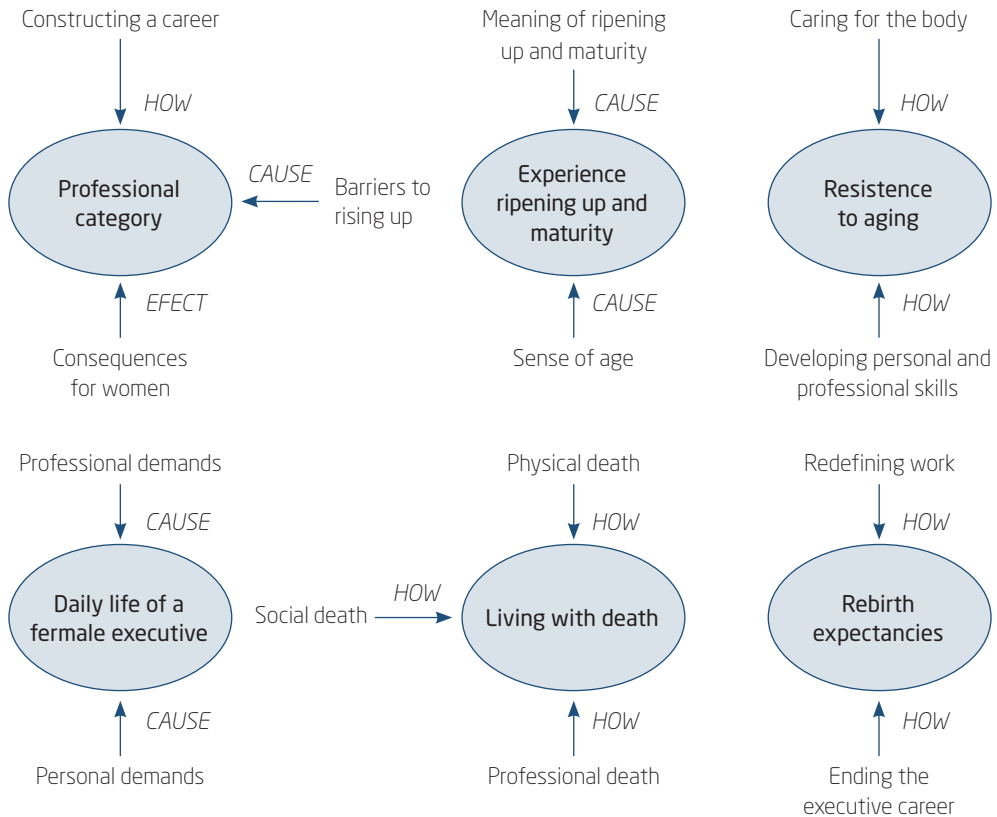 Constructing a career
HOW
Professional
category
CAUSE
Barriers to
rising up
EFECT
Consequences
for women
Meaning of ripening
up and maturity
CAUSE
Experience
ripening up and
maturity
CAUSE
Sense of age
Caring for the body
HOW
Resistence
to aging
HOW
Developing personal and
professional skills
Professional demands
CAUSE
Daily life of a
fermale executive
CAUSE
Personal demands
Physical death
HOW
Social death
HOW
Living with death
HOW
Professional death
Redefining work
HOW
Rebirth
expectancies
HOW
Ending the
executive career